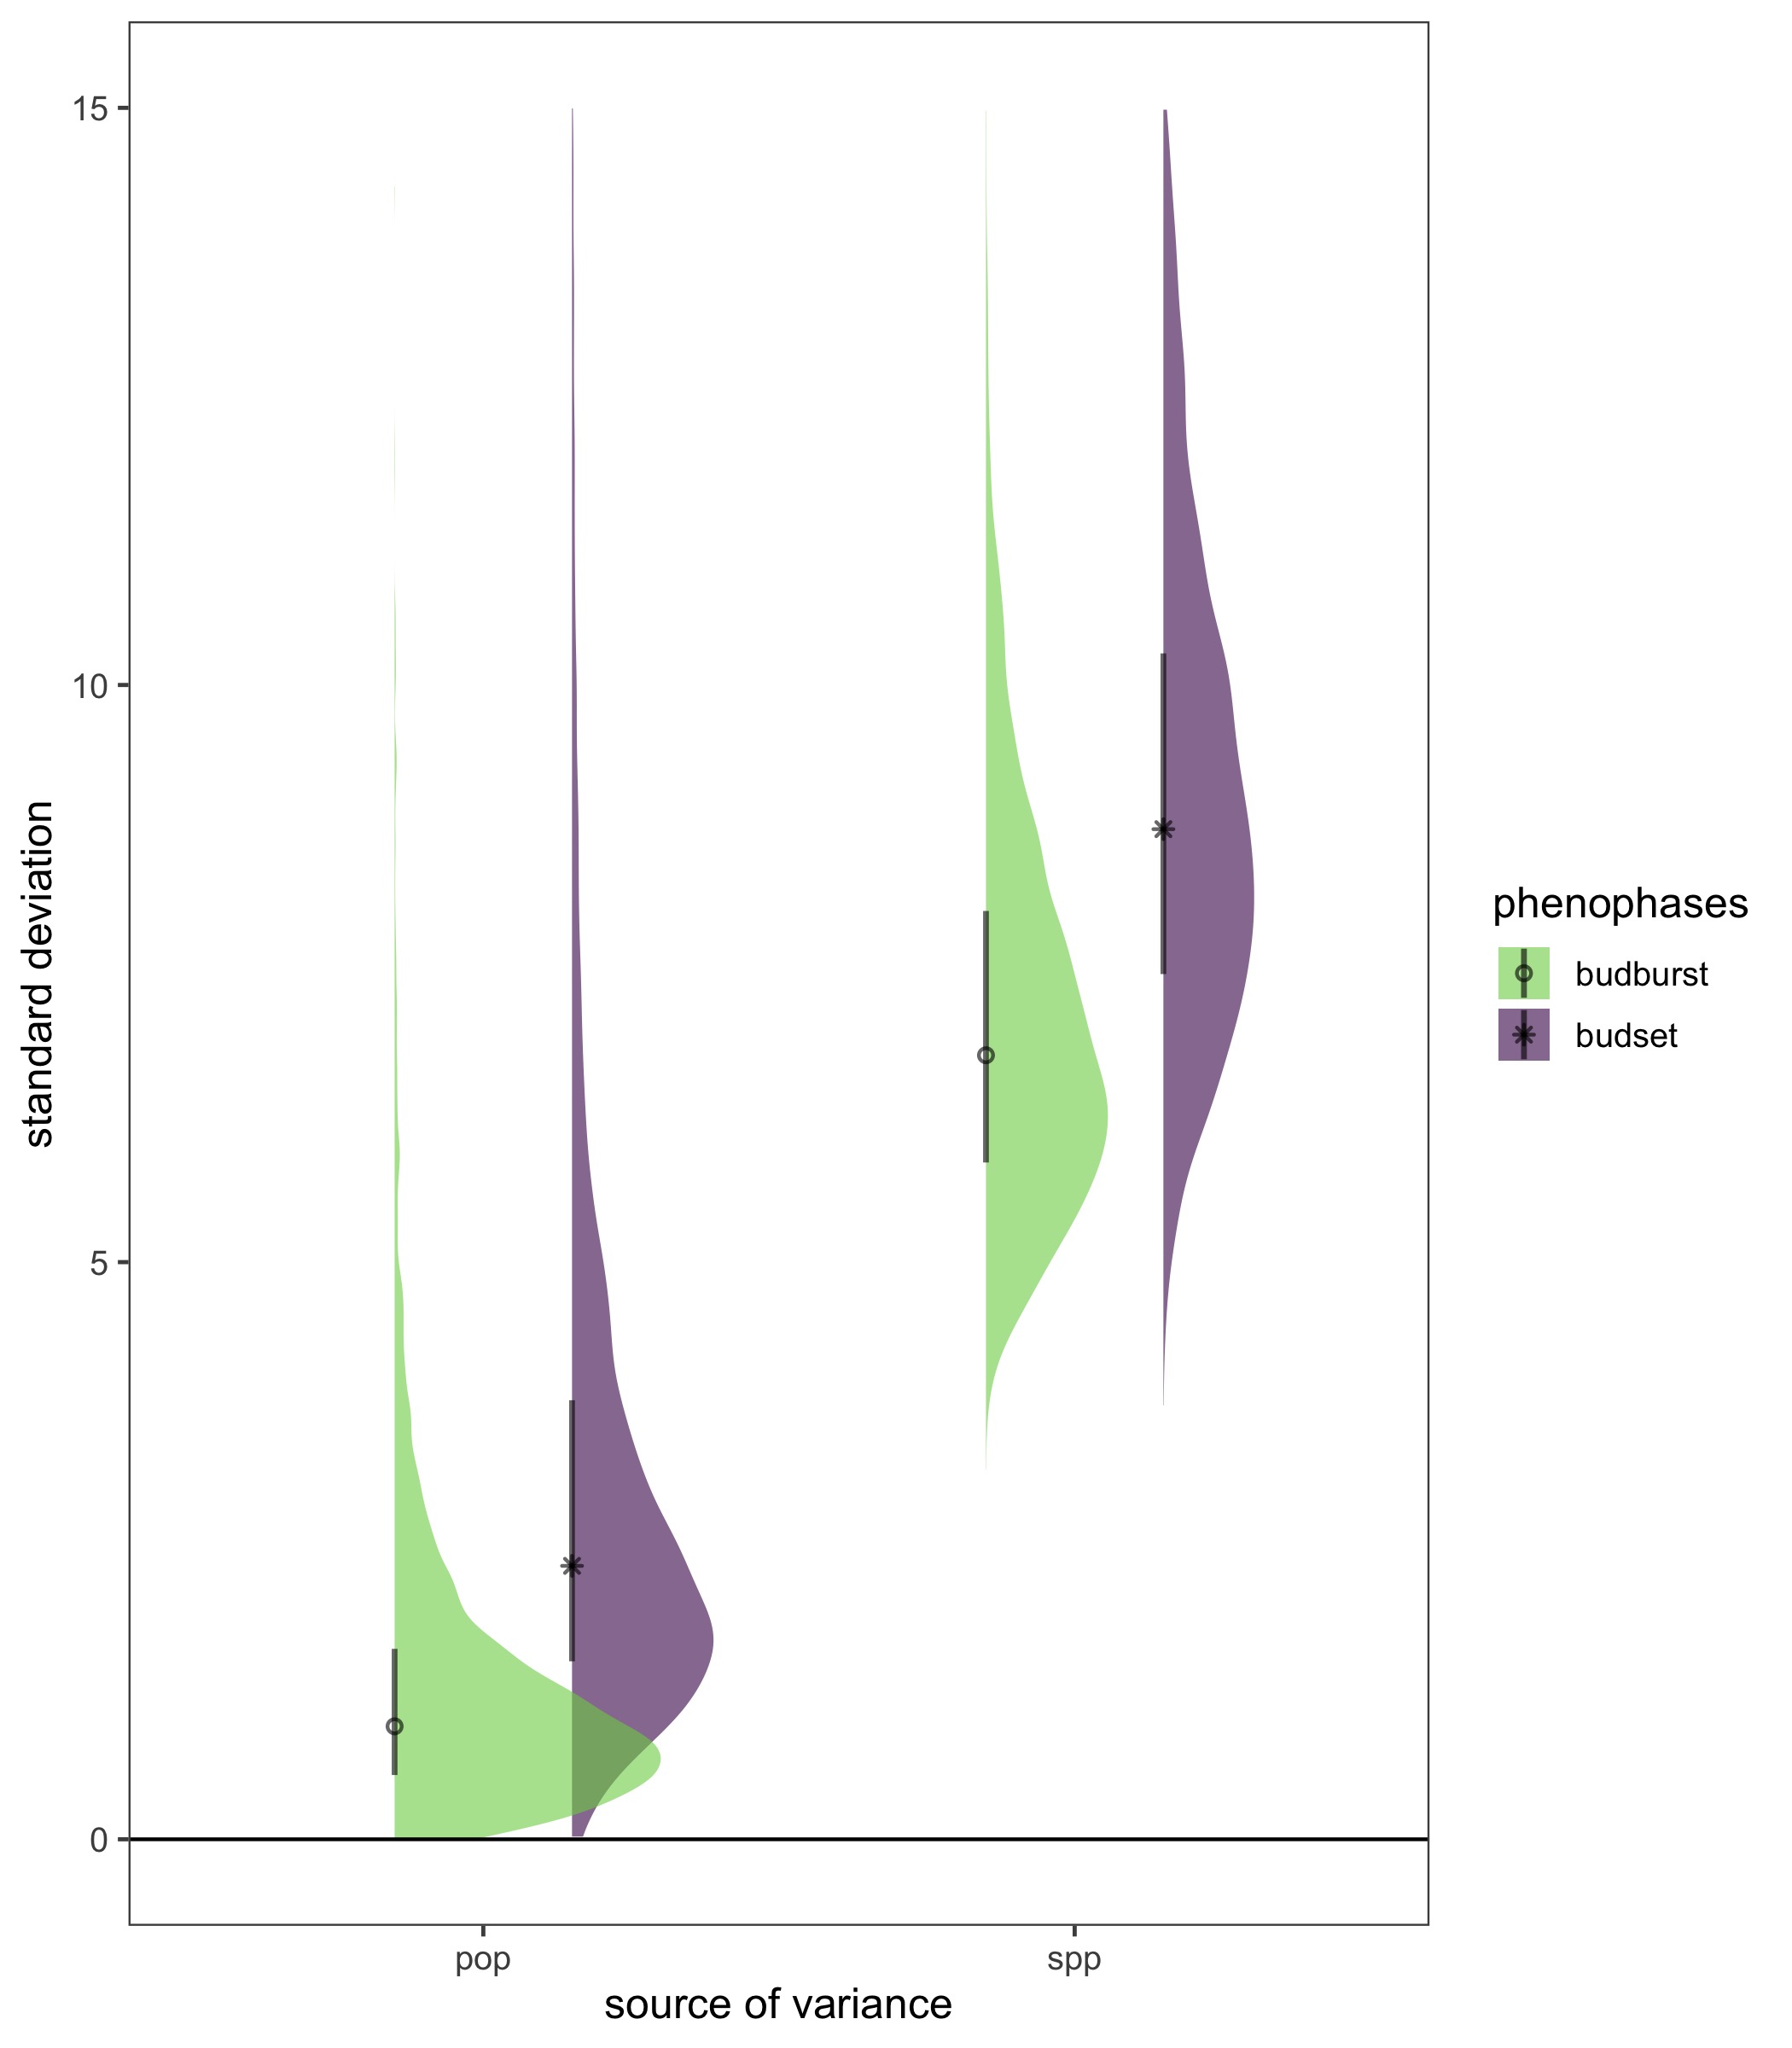 15
10
5
0
standard deviation
pop
spp
source of variance
phenophases
budburst
budset